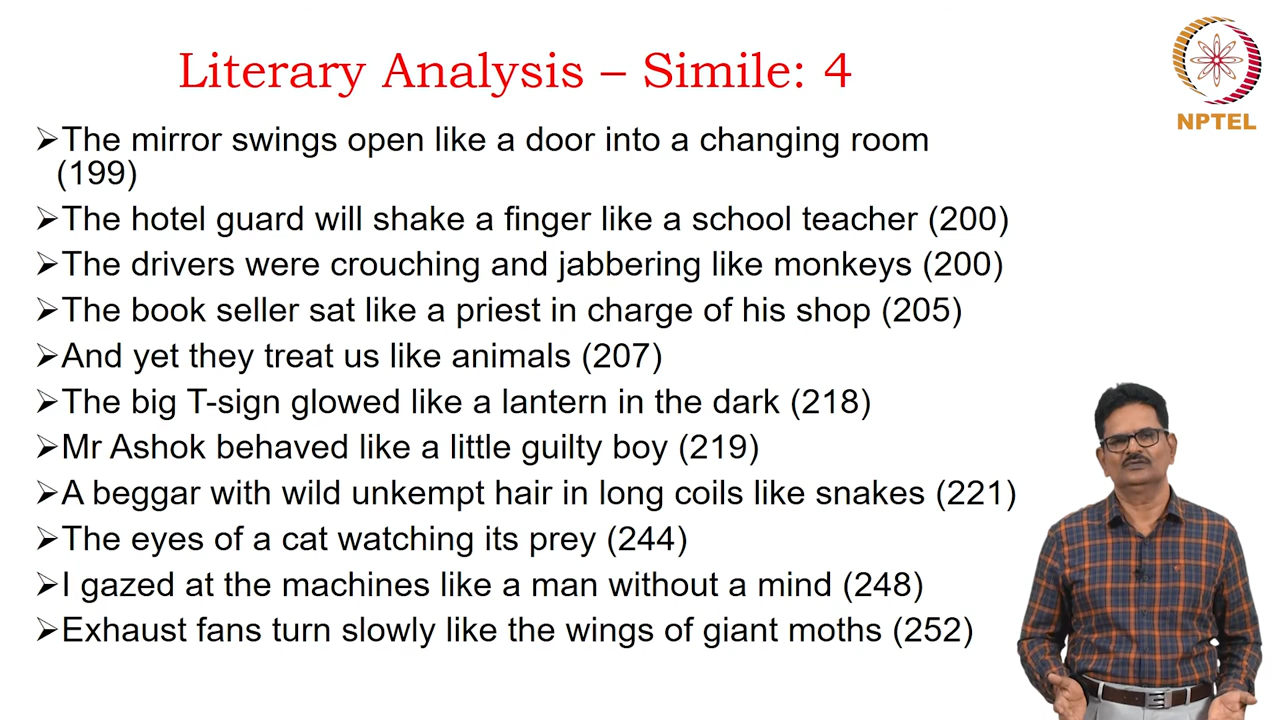 Literary Analysis – Simile: 4
NPTEL
➢The mirror swings open like a door into a changing room
(199)
➢The hotel guard will shake a finger like a school teacher (200)
➢The drivers were crouching and jabbering like monkeys (200)
➢The book seller sat like a priest in charge of his shop (205)
➢And yet they treat us like animals (207)
➢The big T-sign glowed like a lantern in the dark (218)
➢Mr Ashok behaved like a little guilty boy (219)
➢A beggar with wild unkempt hair in long coils like snakes (221)
➢The eyes of a cat watching its prey (244)
➢I gazed at the machines like a man without a mind (248)
➢Exhaust fans turn slowly like the wings of giant moths (252)